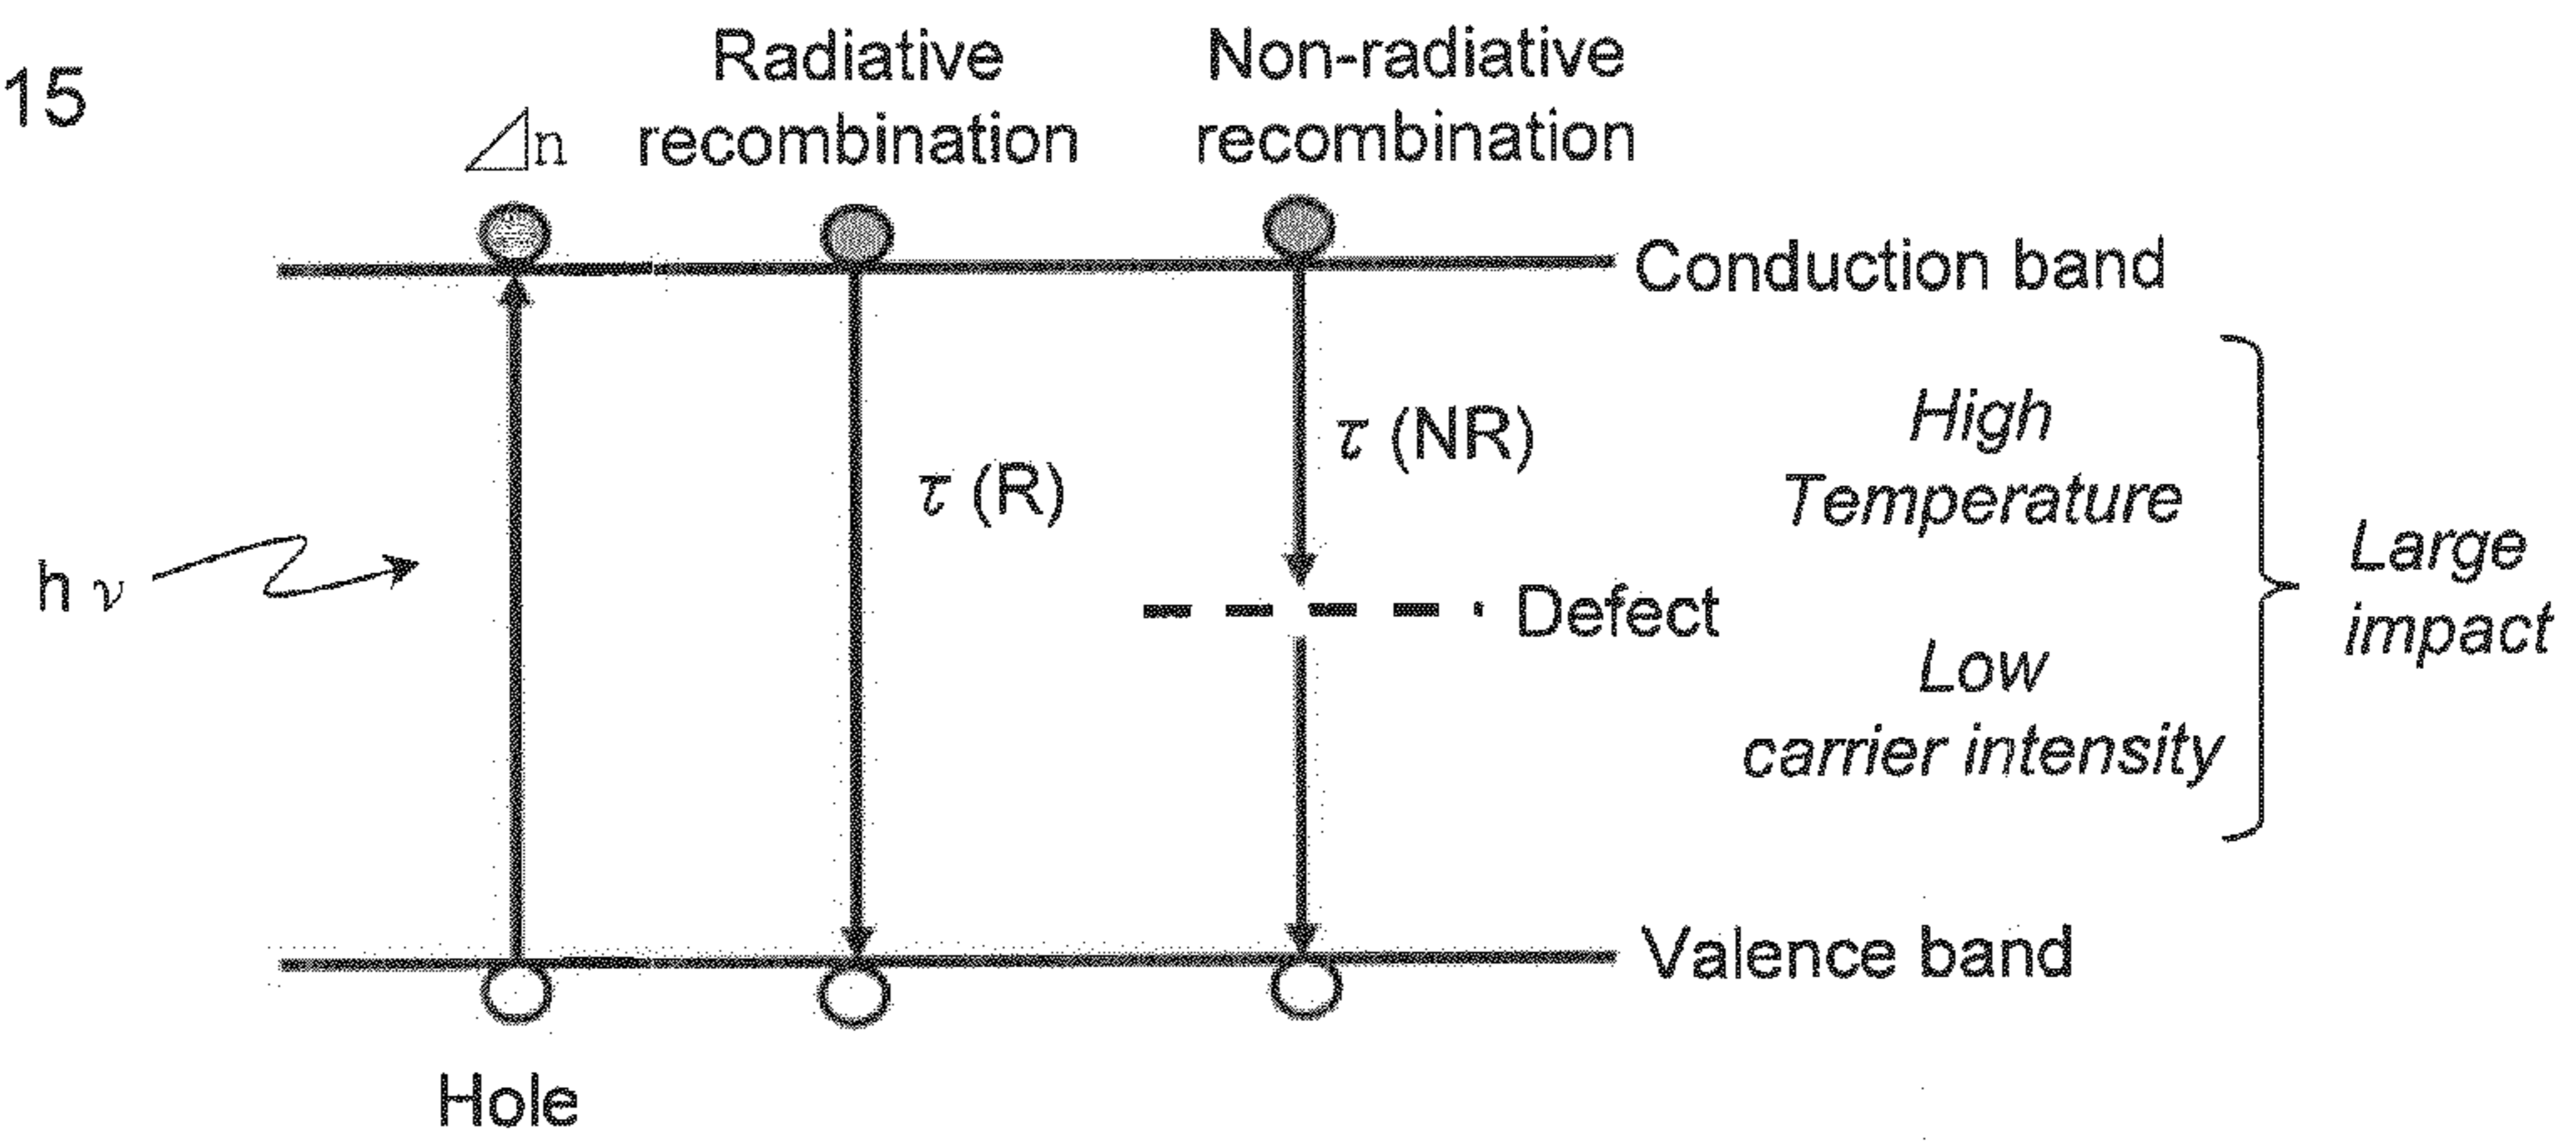 15
Radiative
recombination
Non-radiative
recombination
⊿n
Conduction band
High
Temperature
τ (NR)
τ (R)
Large
impact
hν
Defect
Low
carrier intensity
Valence band
Hole